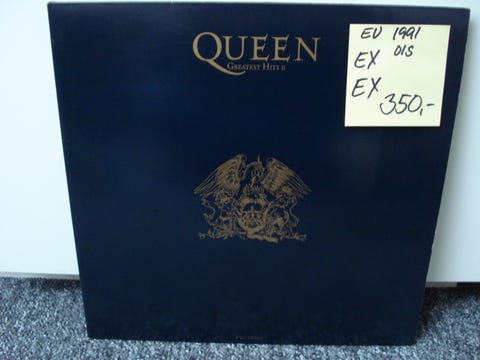 QUEEN
GREATEST HITS II
EU 1991
EX OIS
EX
350,-